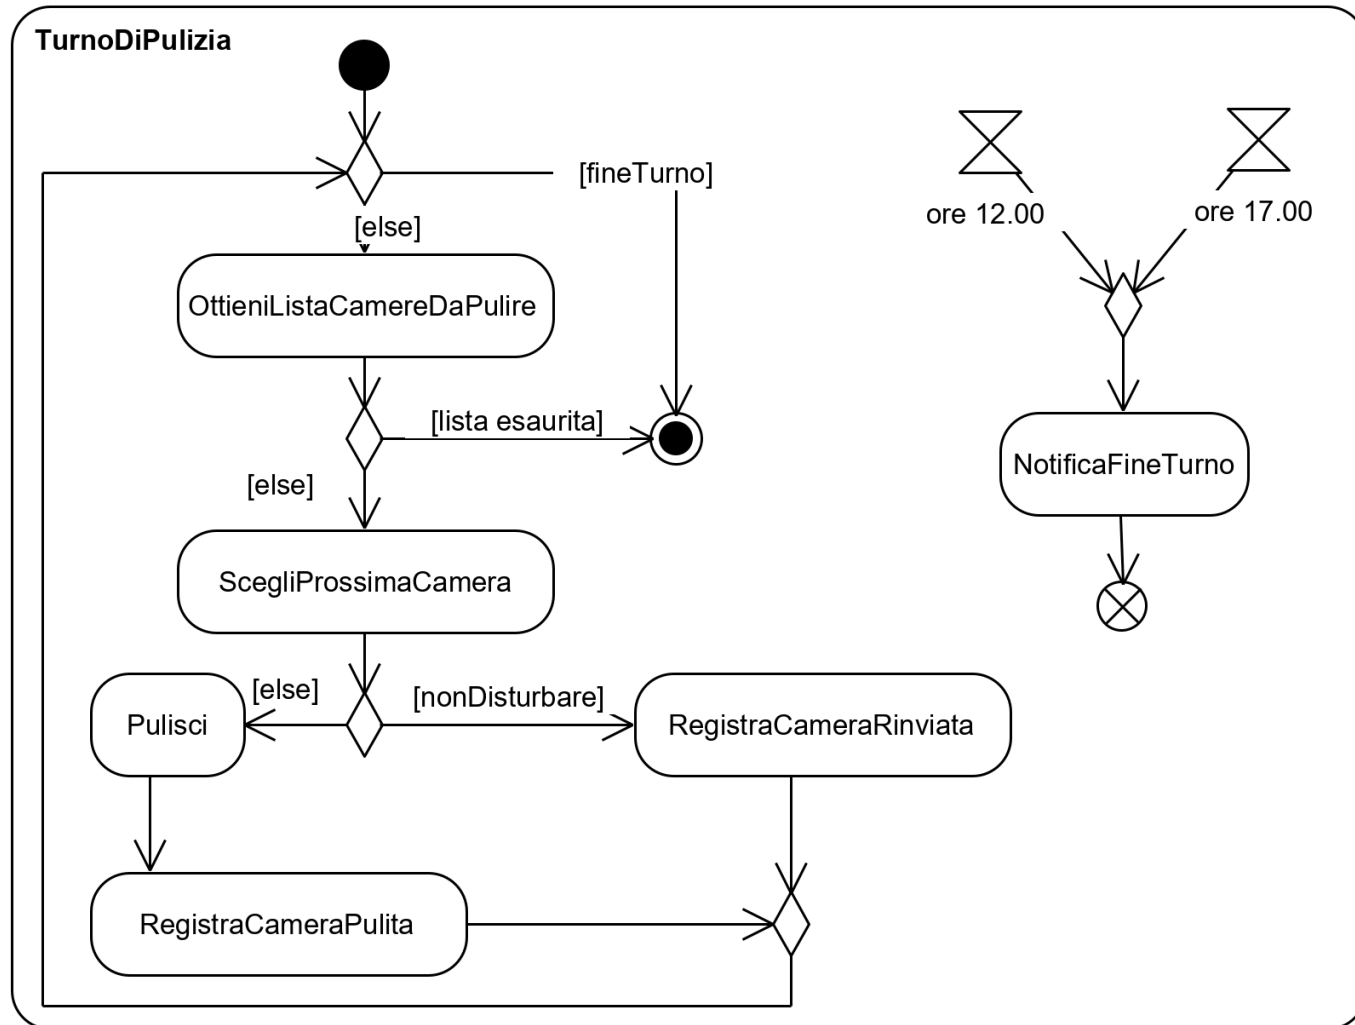 TurnoDiPulizia
[fineTurno]
ore 12.00
ore 17.00
[else]
OttieniListaCamereDaPulire
[lista esaurita]
NotificaFineTurno
[else]
ScegliProssimaCamera
[else]
[nonDisturbare]
Pulisci
RegistraCameraRinviata
RegistraCameraPulita